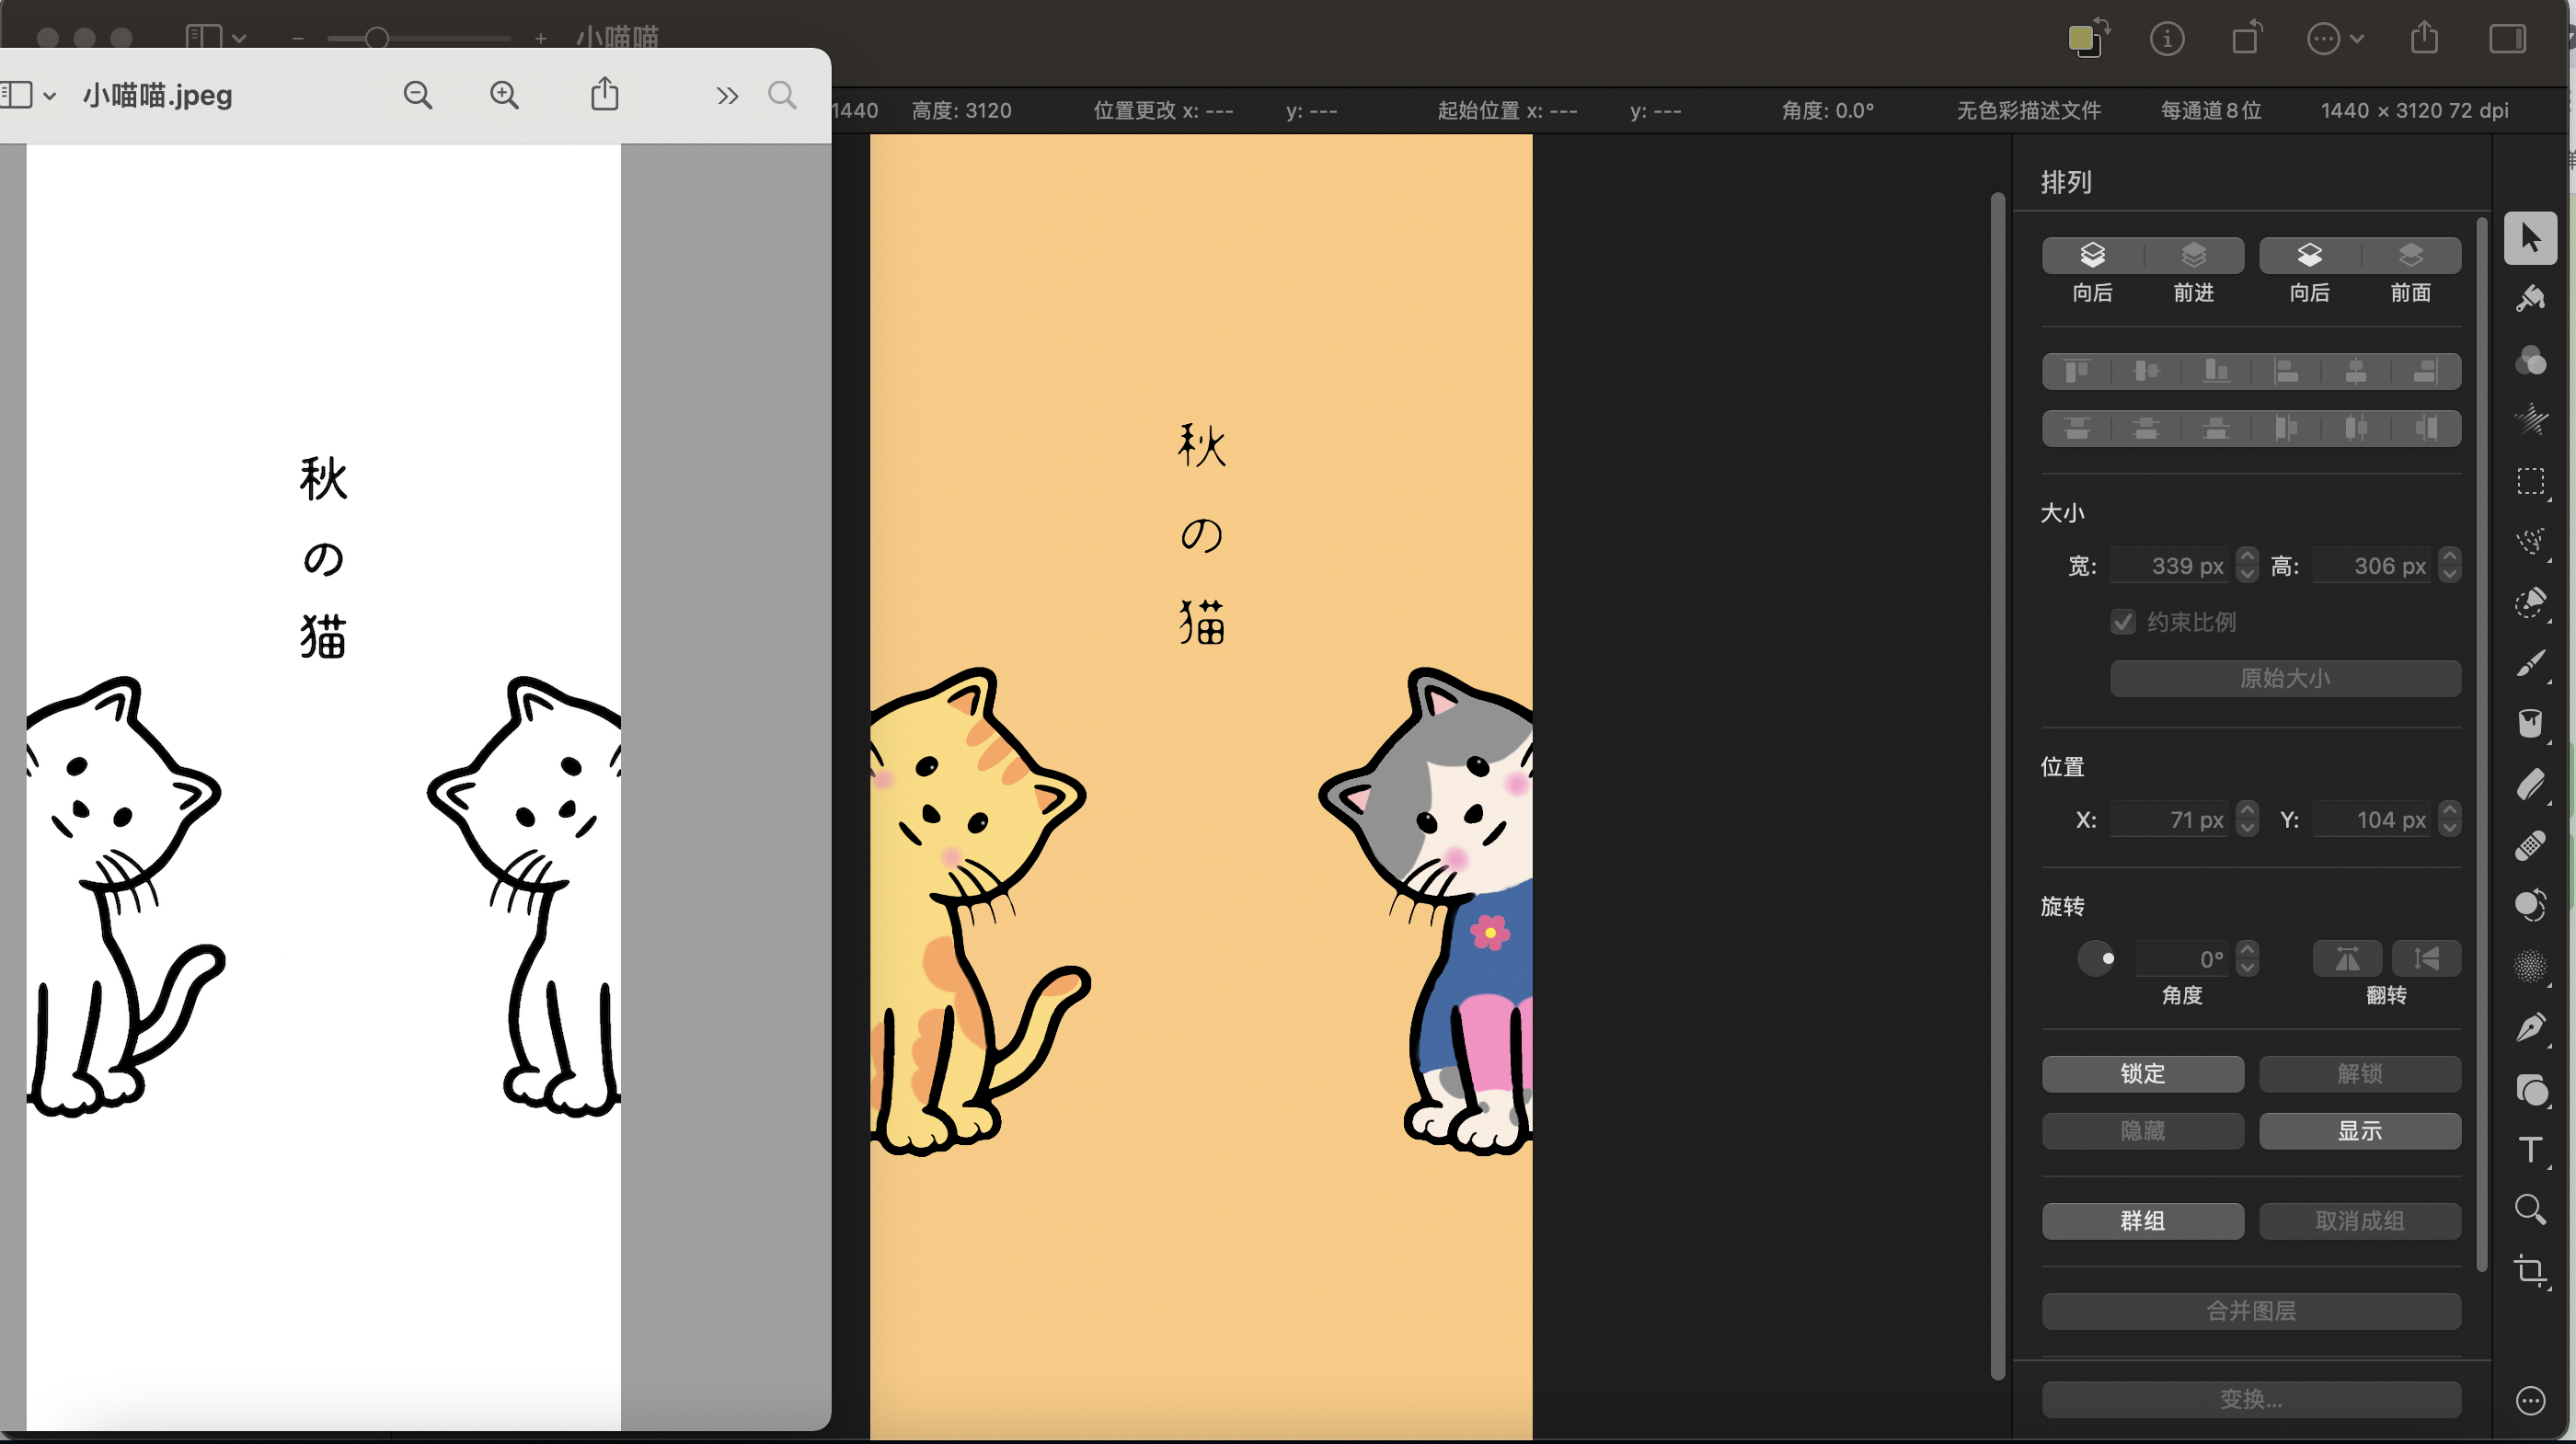 小喵喵
小喵喵.jpeg
1440 高度: 3120 位置更改 x: --- y: --- 起始位置 x: --- y: --- 角度: 0.0° 无色彩描述文件 每通道 8 位 1440 × 3120 72 dpi
秋
の
猫
秋
の
猫
排列
向后 前进 向后 前面
大小
宽: 339 px 高: 306 px
约束比例
原始大小
位置
X: 71 px Y: 104 px
旋转
0°
角度 翻转
锁定 解锁
隐藏 显示
群组 取消成组
合并图层
变换...